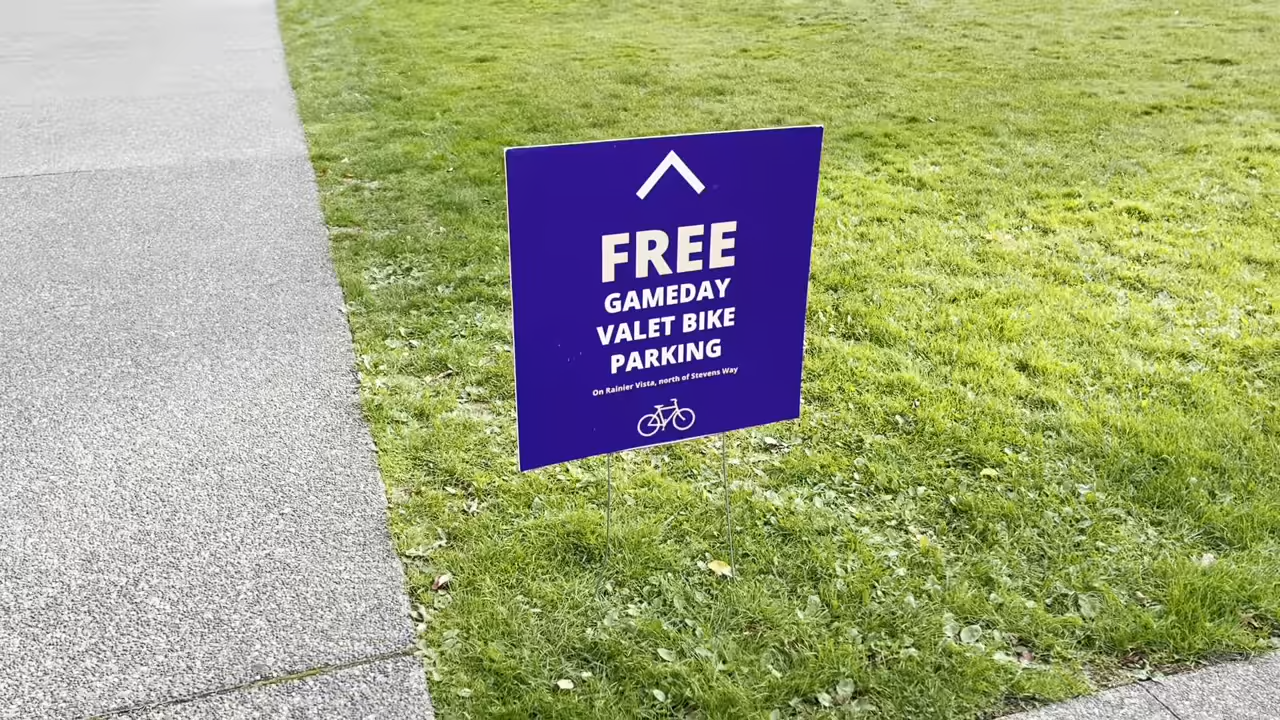 FREE
GAMEDAY
VALET BIKE
PARKING
On Rainier Vista, north of Stevens Way